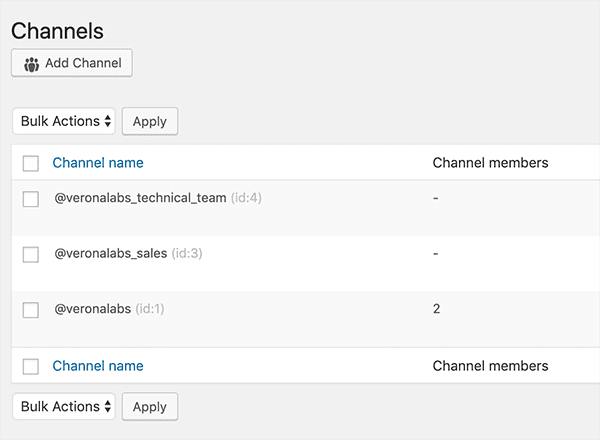 Channels
Add Channel
Bulk Actions Apply
Channel name Channel members
@veronalabs_technical_team (id:4) -
@veronalabs_sales (id:3) -
@veronalabs (id:1) 2
Channel name Channel members
Bulk Actions Apply